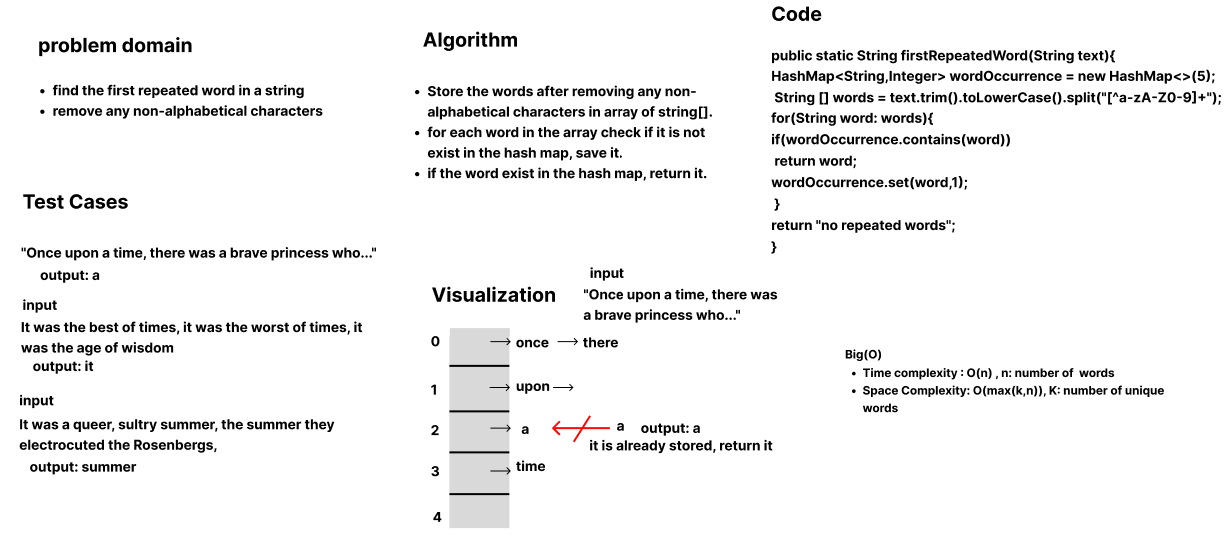 problem domain
• find the first repeated word in a string
• remove any non-alphabetical characters
Test Cases
"Once upon a time, there was a brave princess who..."
output: a
input
It was the best of times, it was the worst of times, it
was the age of wisdom
output: it
input
It was a queer, sultry summer, the summer they
electrocuted the Rosenbergs,
output: summer
Algorithm
• Store the words after removing any non-
alphabetical characters in array of string[].
• for each word in the array check if it is not
exist in the hash map, save it.
• if the word exist in the hash map, return it.
Visualization
input
"Once upon a time, there was
a brave princess who..."
0 → once → there
1 → upon →
2 → a ← a output: a
it is already stored, return it
3 → time
4
Code
public static String firstRepeatedWord(String text){
HashMap<String,Integer> wordOccurrence = new HashMap<>(5);
String [] words = text.trim().toLowerCase().split("[^a-zA-Z0-9]+");
for(String word: words){
if(wordOccurrence.contains(word))
return word;
wordOccurrence.set(word,1);
}
return "no repeated words";
}
Big(O)
• Time complexity : O(n) , n: number of words
• Space Complexity: O(max(k,n)), K: number of unique
words